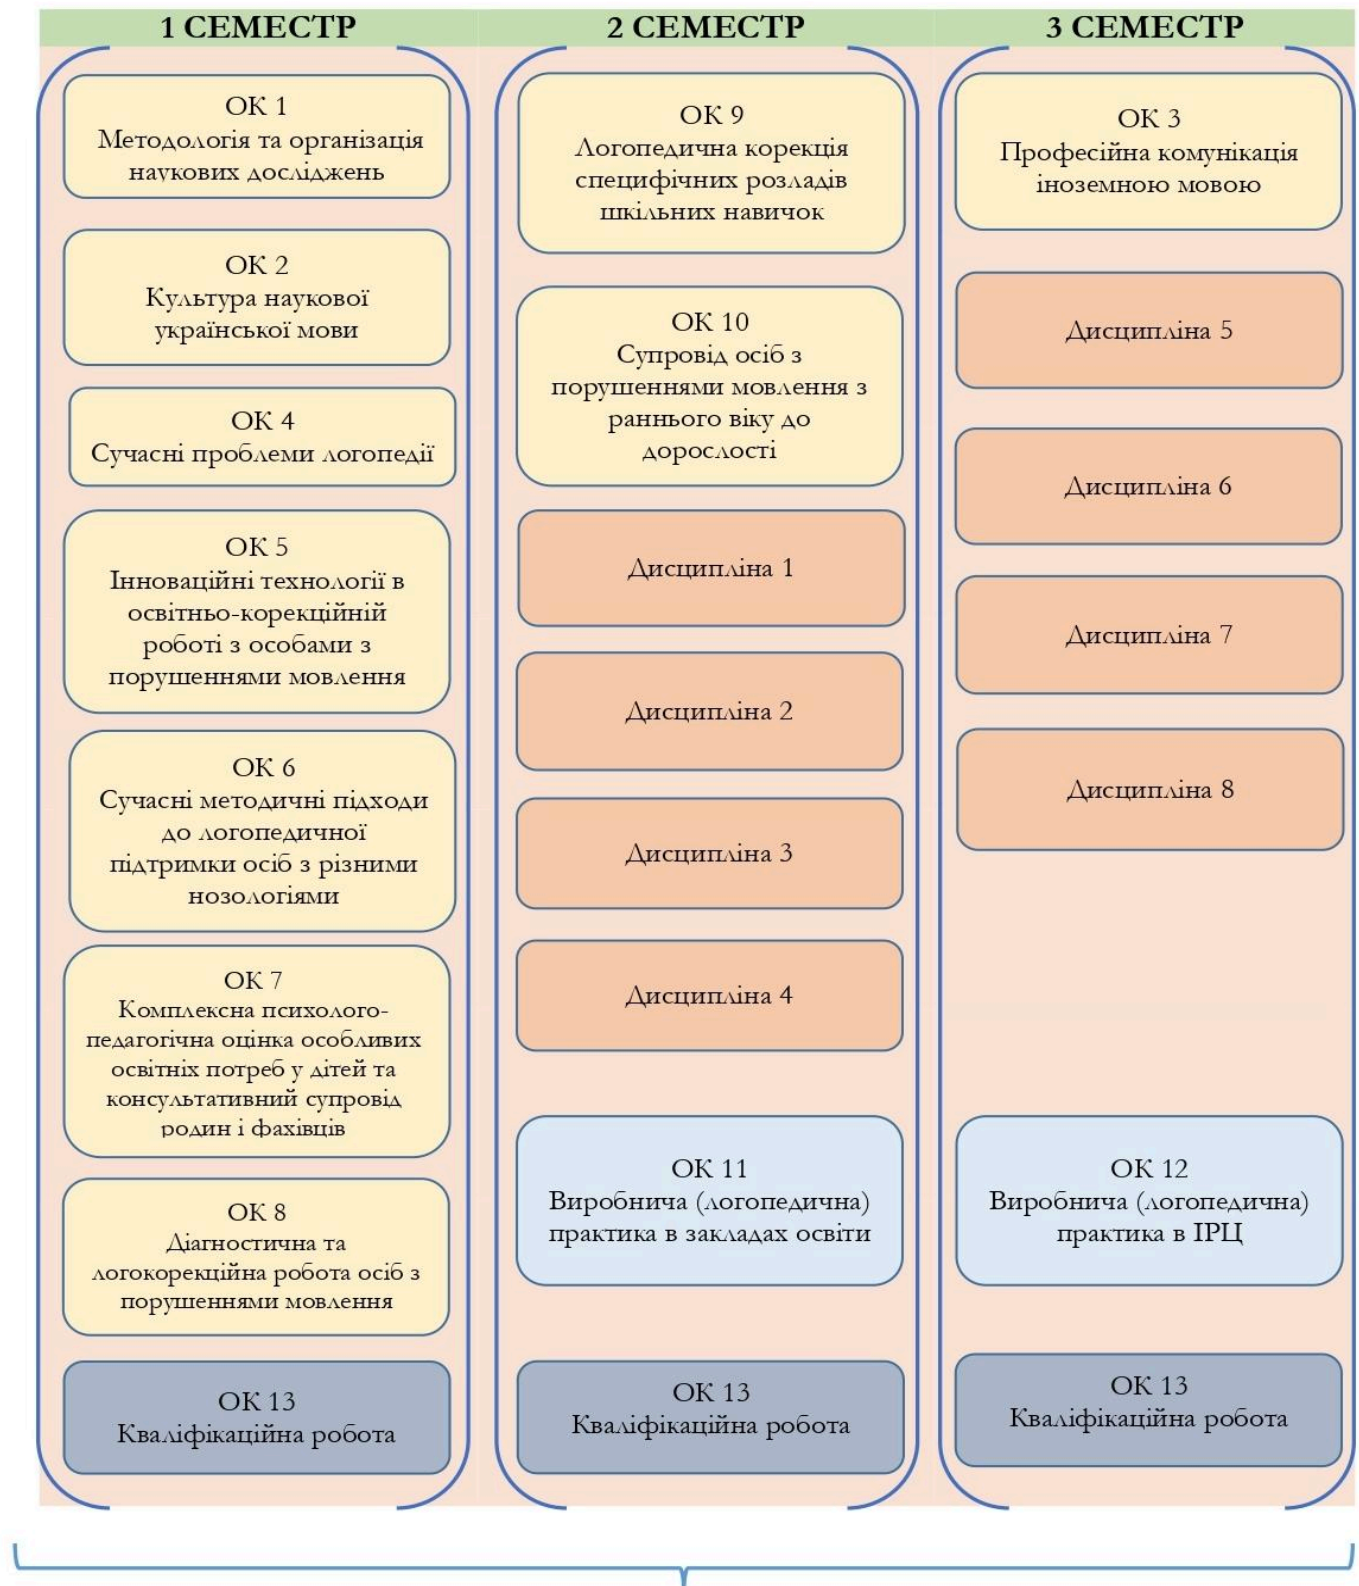 1 СЕМЕСТР
ОК 1
Методологія та організація
наукових досліджень
ОК 2
Культура наукової
української мови
ОК 4
Сучасні проблеми логопедії
ОК 5
Інноваційні технології в
освітньо-корекційній
роботі з особами з
порушеннями мовлення
ОК 6
Сучасні методичні підходи
до логопедичної
підтримки осіб з різними
нозологіями
ОК 7
Комплексна психолого-
педагогічна оцінка особливих
освітніх потреб у дітей та
консультативний супровід
родин і фахівців
ОК 8
Діагностична та
логокорекційна робота осіб з
порушеннями мовлення
ОК 13
Кваліфікаційна робота
2 СЕМЕСТР
ОК 9
Логопедична корекція
специфічних розладів
шкільних навичок
ОК 10
Супровід осіб з
порушеннями мовлення з
раннього віку до
дорослості
Дисципліна 1
Дисципліна 2
Дисципліна 3
Дисципліна 4
ОК 11
Виробнича (логопедична)
практика в закладах освіти
ОК 13
Кваліфікаційна робота
3 СЕМЕСТР
ОК 3
Професійна комунікація
іноземною мовою
Дисципліна 5
Дисципліна 6
Дисципліна 7
Дисципліна 8
ОК 12
Виробнича (логопедична)
практика в ІРЦ
ОК 13
Кваліфікаційна робота